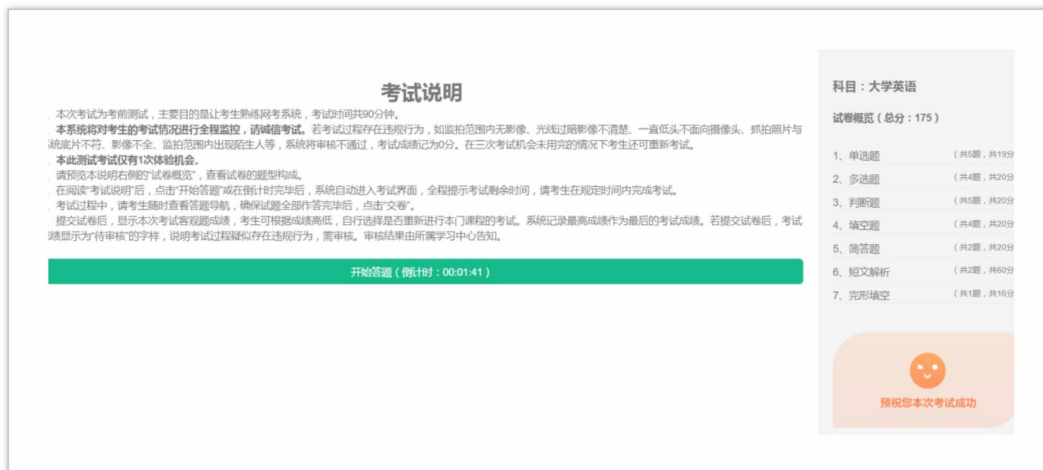 考试说明
本次考试为考前测试，主要目的是让考生熟练网考系统，考试时间共90分钟。
本系统将对考生的考试情况进行全程监控，请诚信考试。若考试过程存在违规行为，如监拍范围内无影像、光线过暗影像不清楚、一直低头不面向摄像头、抓拍照片与
系统底片不符、影像不全、监拍范围内出现陌生人等，系统将审核不通过，考试成绩记为0分。在三次考试机会未用完的情况下考生还可重新考试。
本此测试考试仅有1次体验机会。
请预览本说明右侧的“试卷概览”，查看试卷的题型构成。
在阅读“考试说明”后，点击“开始答题”或在倒计时完毕后，系统自动进入考试界面，全程提示考试剩余时间，请考生在规定时间内完成考试。
考试过程中，请考生随时查看答题导航，确保试题全部作答完毕后，点击“交卷”。
提交试卷后，显示本次考试客观题成绩，考生可根据成绩高低，自行选择是否重新进行本门课程的考试。系统记录最高成绩作为最后的考试成绩。若提交试卷后，考试
成绩显示为“待审核”的字样，说明考试过程疑似存在违规行为，需审核。审核结果由所属学习中心告知。
开始答题（倒计时：00:01:41）
科目：大学英语
试卷概览（总分：175）
1、单选题 （共5题，共19分
2、多选题 （共4题，共20分
3、判断题 （共5题，共20分
4、填空题 （共4题，共20分
5、简答题 （共2题，共20分
6、短文解析 （共2题，共60分
7、完形填空 （共1题，共16分
预祝您本次考试成功